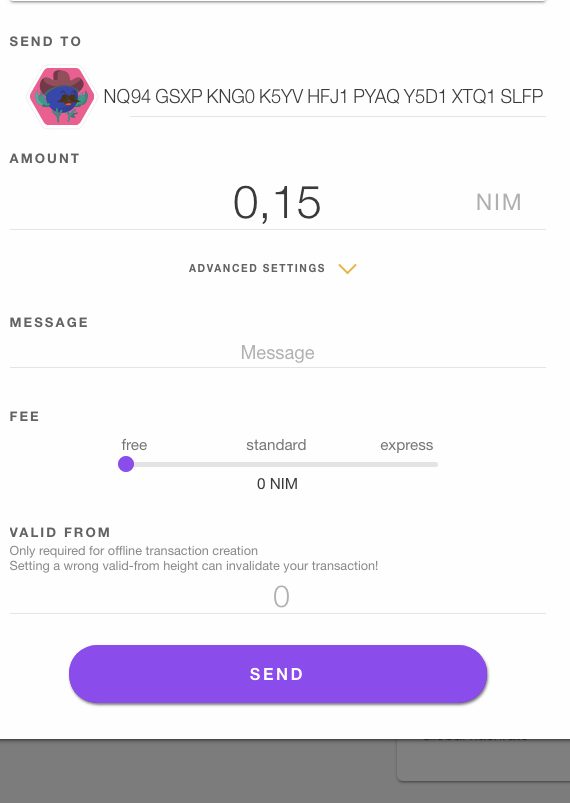 SEND TO
NQ94 GSXP KNG0 K5YV HFJ1 PYAQ Y5D1 XTQ1 SLFP
AMOUNT
0,15 NIM
ADVANCED SETTINGS
MESSAGE
Message
FEE
free standard express
0 NIM
VALID FROM
Only required for offline transaction creation
Setting a wrong valid-from height can invalidate your transaction!
0
SEND